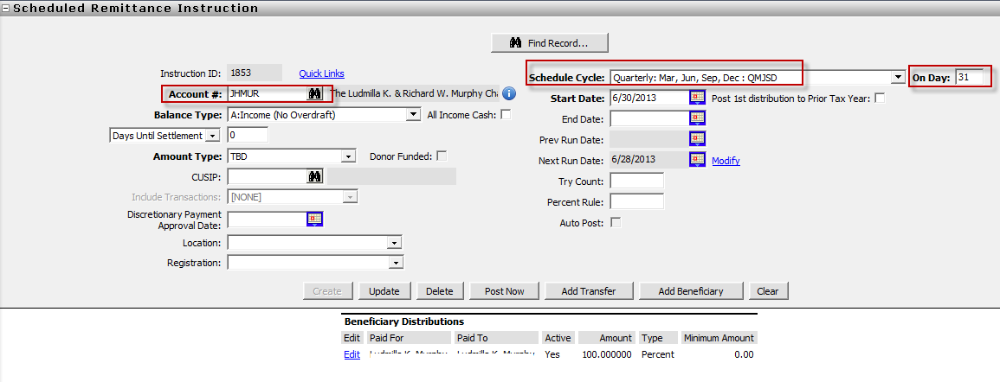 Scheduled Remittance Instruction
Find Record...
Instruction ID: 1853 Quick Links
Account #: JHMUR The Ludmilla K. & Richard W. Murphy Cha
Balance Type: A:Income (No Overdraft) All Income Cash:
Days Until Settlement 0
Amount Type: TBD Donor Funded:
CUSIP:
Include Transactions: [NONE]
Discretionary Payment
Approval Date:
Location:
Registration:
Schedule Cycle: Quarterly: Mar, Jun, Sep, Dec : QMJSD On Day: 31
Start Date: 6/30/2013 Post 1st distribution to Prior Tax Year:
End Date:
Prev Run Date:
Next Run Date: 6/28/2013 Modify
Try Count:
Percent Rule:
Auto Post:
Create Update Delete Post Now Add Transfer Add Beneficiary Clear
Beneficiary Distributions
Edit Paid For Paid To Active Amount Type Minimum Amount
Edit Ludmilla K. Murphy Ludmilla K. Murphy Yes 100.000000 Percent 0.00